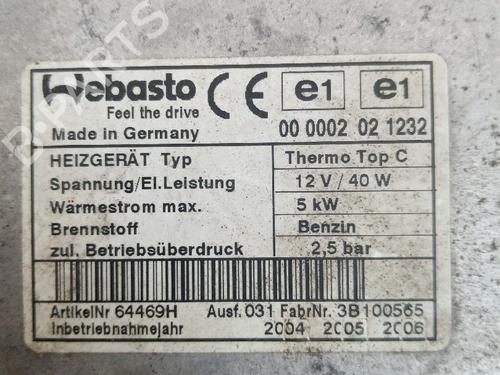 Webasto
Feel the drive
CE e1 e1
Made in Germany 00 0002 02 1232
HEIZGERÄT Typ Thermo Top C
Spannung/El.Leistung 12 V / 40 W
Wärmestrom max. 5 kW
Brennstoff Benzin
zul. Betriebsüberdruck 2,5 bar
ArtikelNr 64469H Ausf. 031 FabrNr. 3B100565
Inbetriebnahmejahr 2004 2005 2006
B-PARTS